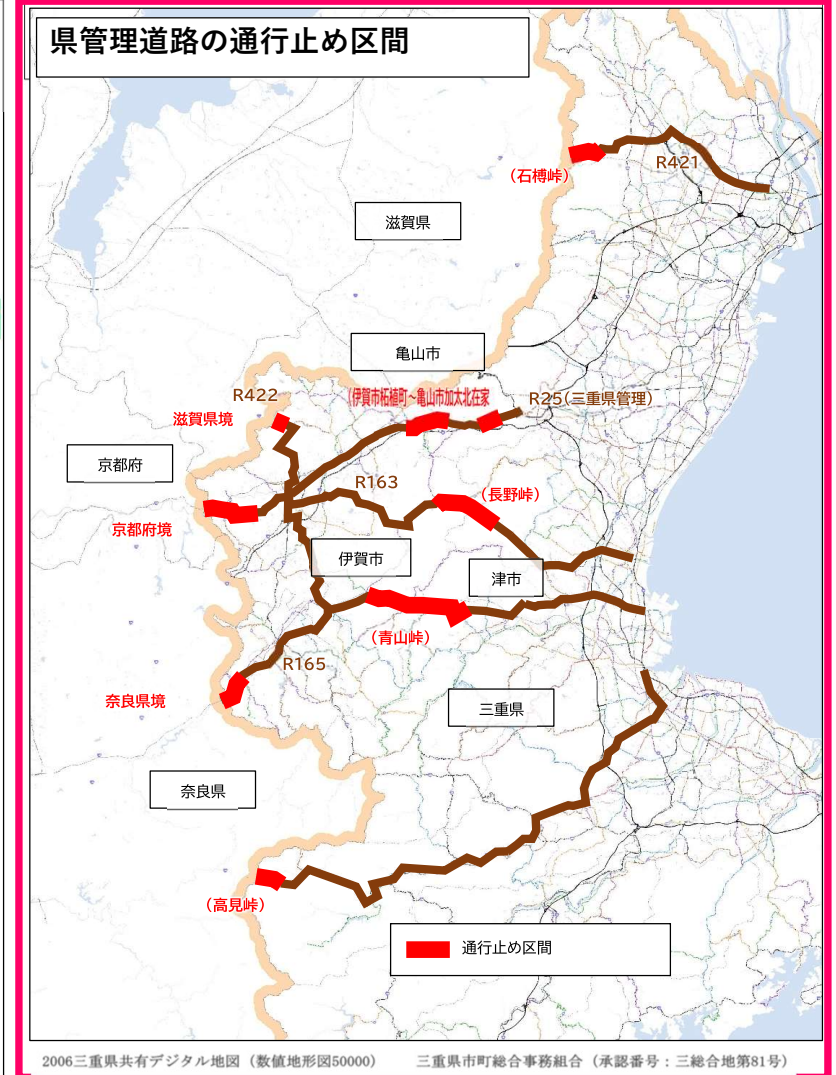 県管理道路の通行止め区間
(石榑峠)
R421
滋賀県
亀山市
R422
(伊賀市柘植町～亀山市加太北在家
R25(三重県管理)
滋賀県境
京都府
R163
(長野峠)
京都府境
伊賀市
津市
(青山峠)
R165
奈良県境
三重県
奈良県
(高見峠)
通行止め区間
2006三重県共有デジタル地図（数値地形図50000）　三重県市町総合事務組合（承認番号：三総合地第81号）